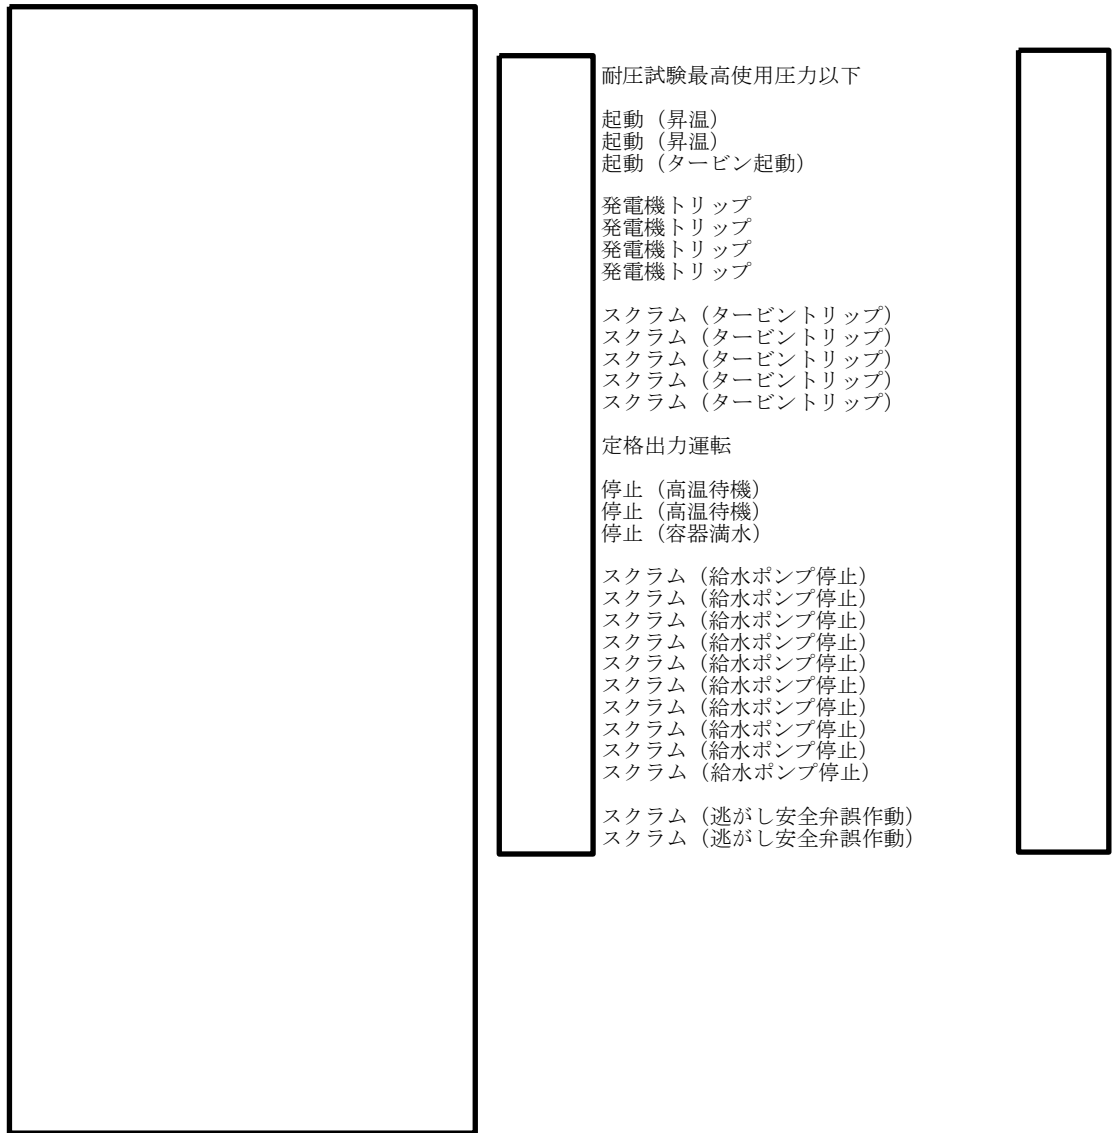 耐圧試験最高使用圧力以下
起動（昇温）
起動（昇温）
起動（タービン起動）
発電機トリップ
発電機トリップ
発電機トリップ
発電機トリップ
スクラム（タービントリップ）
スクラム（タービントリップ）
スクラム（タービントリップ）
スクラム（タービントリップ）
スクラム（タービントリップ）
定格出力運転
停止（高温待機）
停止（高温待機）
停止（容器満水）
スクラム（給水ポンプ停止）
スクラム（給水ポンプ停止）
スクラム（給水ポンプ停止）
スクラム（給水ポンプ停止）
スクラム（給水ポンプ停止）
スクラム（給水ポンプ停止）
スクラム（給水ポンプ停止）
スクラム（給水ポンプ停止）
スクラム（給水ポンプ停止）
スクラム（給水ポンプ停止）
スクラム（逃がし安全弁誤作動）
スクラム（逃がし安全弁誤作動）